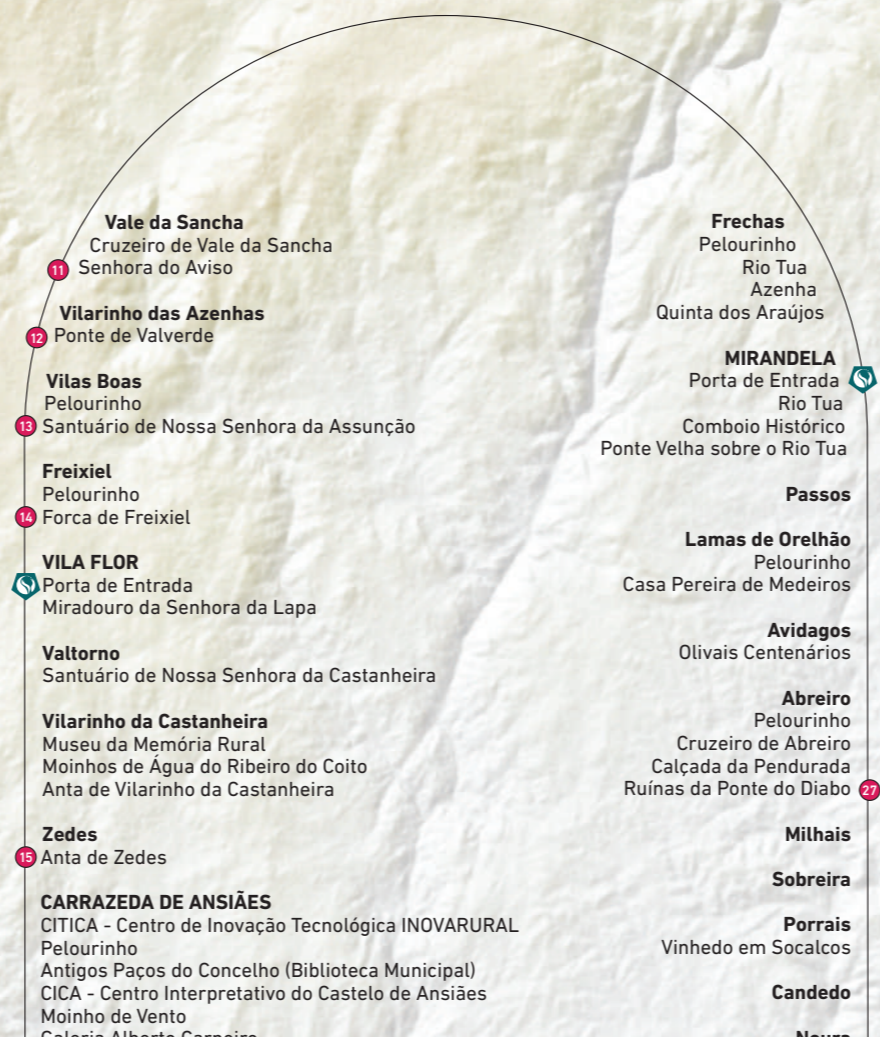 Vale da Sancha
Cruzeiro de Vale da Sancha
11 Senhora do Aviso
Vilarinho das Azenhas
12 Ponte de Valverde
Vilas Boas
Pelourinho
13 Santuário de Nossa Senhora da Assunção
Freixiel
Pelourinho
14 Forca de Freixiel
VILA FLOR
Porta de Entrada
Miradouro da Senhora da Lapa
Valtorno
Santuário de Nossa Senhora da Castanheira
Vilarinho da Castanheira
Museu da Memória Rural
Moinhos de Água do Ribeiro do Coito
Anta de Vilarinho da Castanheira
Zedes
15 Anta de Zedes
CARRAZEDA DE ANSIÃES
CITICA - Centro de Inovação Tecnológica INOVARURAL
Pelourinho
Antigos Paços do Concelho (Biblioteca Municipal)
CICA - Centro Interpretativo do Castelo de Ansiães
Moinho de Vento
Galeria Alberto Carneiro
Frechas
Pelourinho
Rio Tua
Azenha
Quinta dos Araújos
MIRANDELA
Porta de Entrada
Rio Tua
Comboio Histórico
Ponte Velha sobre o Rio Tua
Passos
Lamas de Orelhão
Pelourinho
Casa Pereira de Medeiros
Avidagos
Olivais Centenários
Abreiro
Pelourinho
Cruzeiro de Abreiro
Calçada da Pendurada
Ruínas da Ponte do Diabo 27
Milhais
Sobreira
Porrais
Vinhedo em Socalcos
Candedo
Noura